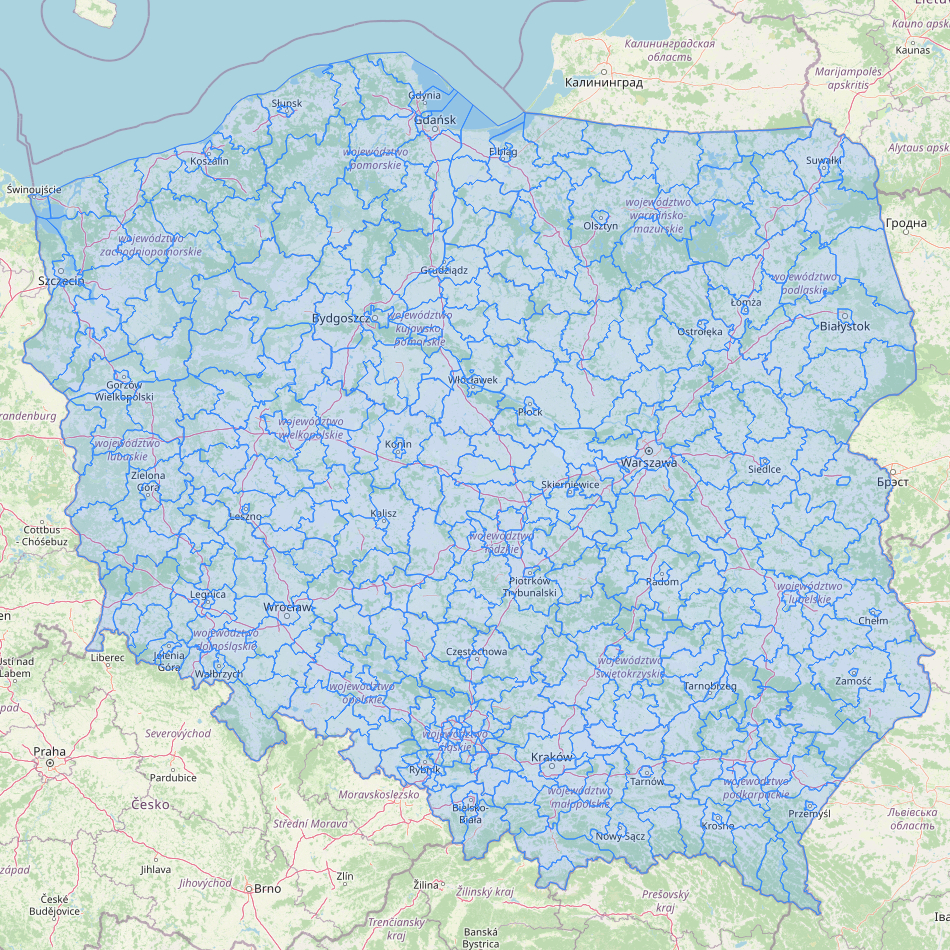 Lietu
Kauno apski
Kaunas
Калининградская
область
Калининград
Marijampolės
apskritis
Alytaus apsk
Gdynia
Słupsk
Gdańsk
Elbląg
Koszalin
województwo
pomorskie
Suwałki
Świnoujście
województwo
warmińsko-
mazurskie
Olsztyn
Гродна
województwo
zachodniopomorskie
Szczecin
Grudziądz
województwo
podlaskie
Łomża
Bydgoszcz
województwo
kujawsko-
pomorskie
Ostrołęka
Białystok
Gorzów
Wielkopolski
Włocławek
Płock
randenburg
województwo
wielkopolskie
województwo
lubuskie
Konin
Warszawa
Siedlce
Брэст
Zielona
Góra
Skierniewice
Leszno
Kalisz
Cottbus
- Chóśebuz
województwo
łódzkie
Piotrków
Trybunalski
Radom
województwo
lubelskie
Legnica
Wrocław
en
Chełm
województwo
dolnośląskie
Jelenia
Góra
Wałbrzych
Liberec
Ústí nad
Labem
Częstochowa
województwo
świętokrzyskie
Zamość
Tarnobrzeg
województwo
opolskie
pad
Severovýchod
województwo
śląskie
Praha
Rybnik
Kraków
Pardubice
Tarnów
województwo
podkarpackie
Moravskoslezsko
województwo
małopolskie
Česko
Bielsko-
Biała
Przemyśl
Krosno
Львівська
область
Střední Morava
Nowy Sącz
západ
Jihlava
Zlín
Jihovýchod
Brno
Žilina
Žilinský kraj
Prešovský
kraj
České
Budějovice
Trenčiansky
kraj
Banská
Bystrica
Іва